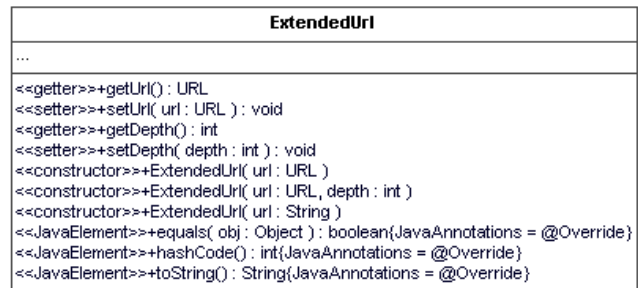 ExtendedUrl
...
<<getter>>+getUrl() : URL
<<setter>>+setUrl( url : URL ) : void
<<getter>>+getDepth() : int
<<setter>>+setDepth( depth : int ) : void
<<constructor>>+ExtendedUrl( url : URL )
<<constructor>>+ExtendedUrl( url : URL, depth : int )
<<constructor>>+ExtendedUrl( url : String )
<<JavaElement>>+equals( obj : Object ) : boolean{JavaAnnotations = @Override}
<<JavaElement>>+hashCode() : int{JavaAnnotations = @Override}
<<JavaElement>>+toString() : String{JavaAnnotations = @Override}